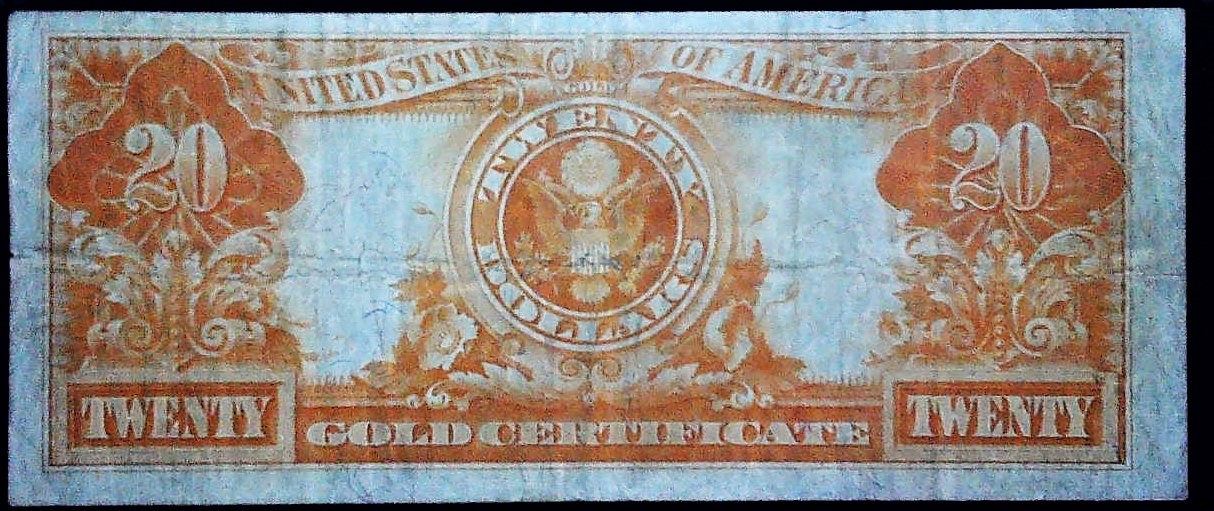 UNITED STATES OF AMERICA
GOLD
20 20
TWENTY
DOLLARS
TWENTY TWENTY
GOLD CERTIFICATE